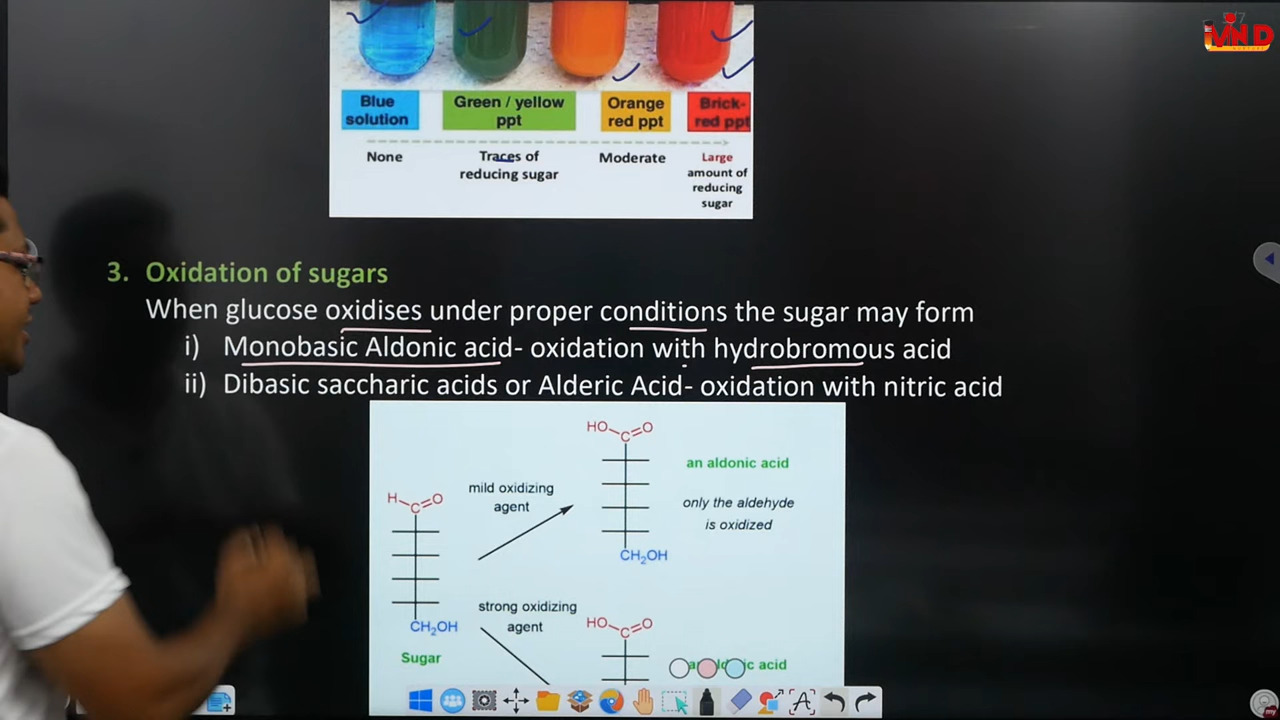 MND
Blue
solution
Green / yellow
ppt
Orange
red ppt
Brick-
red ppt
None
Traces of
reducing sugar
Moderate
Large
amount of
reducing
sugar
3. Oxidation of sugars
When glucose oxidises under proper conditions the sugar may form
i) Monobasic Aldonic acid- oxidation with hydrobromous acid
ii) Dibasic saccharic acids or Alderic Acid- oxidation with nitric acid
HO C O
an aldonic acid
only the aldehyde
is oxidized
CH2OH
mild oxidizing
agent
H C O
CH2OH
Sugar
strong oxidizing
agent
HO C O
acid